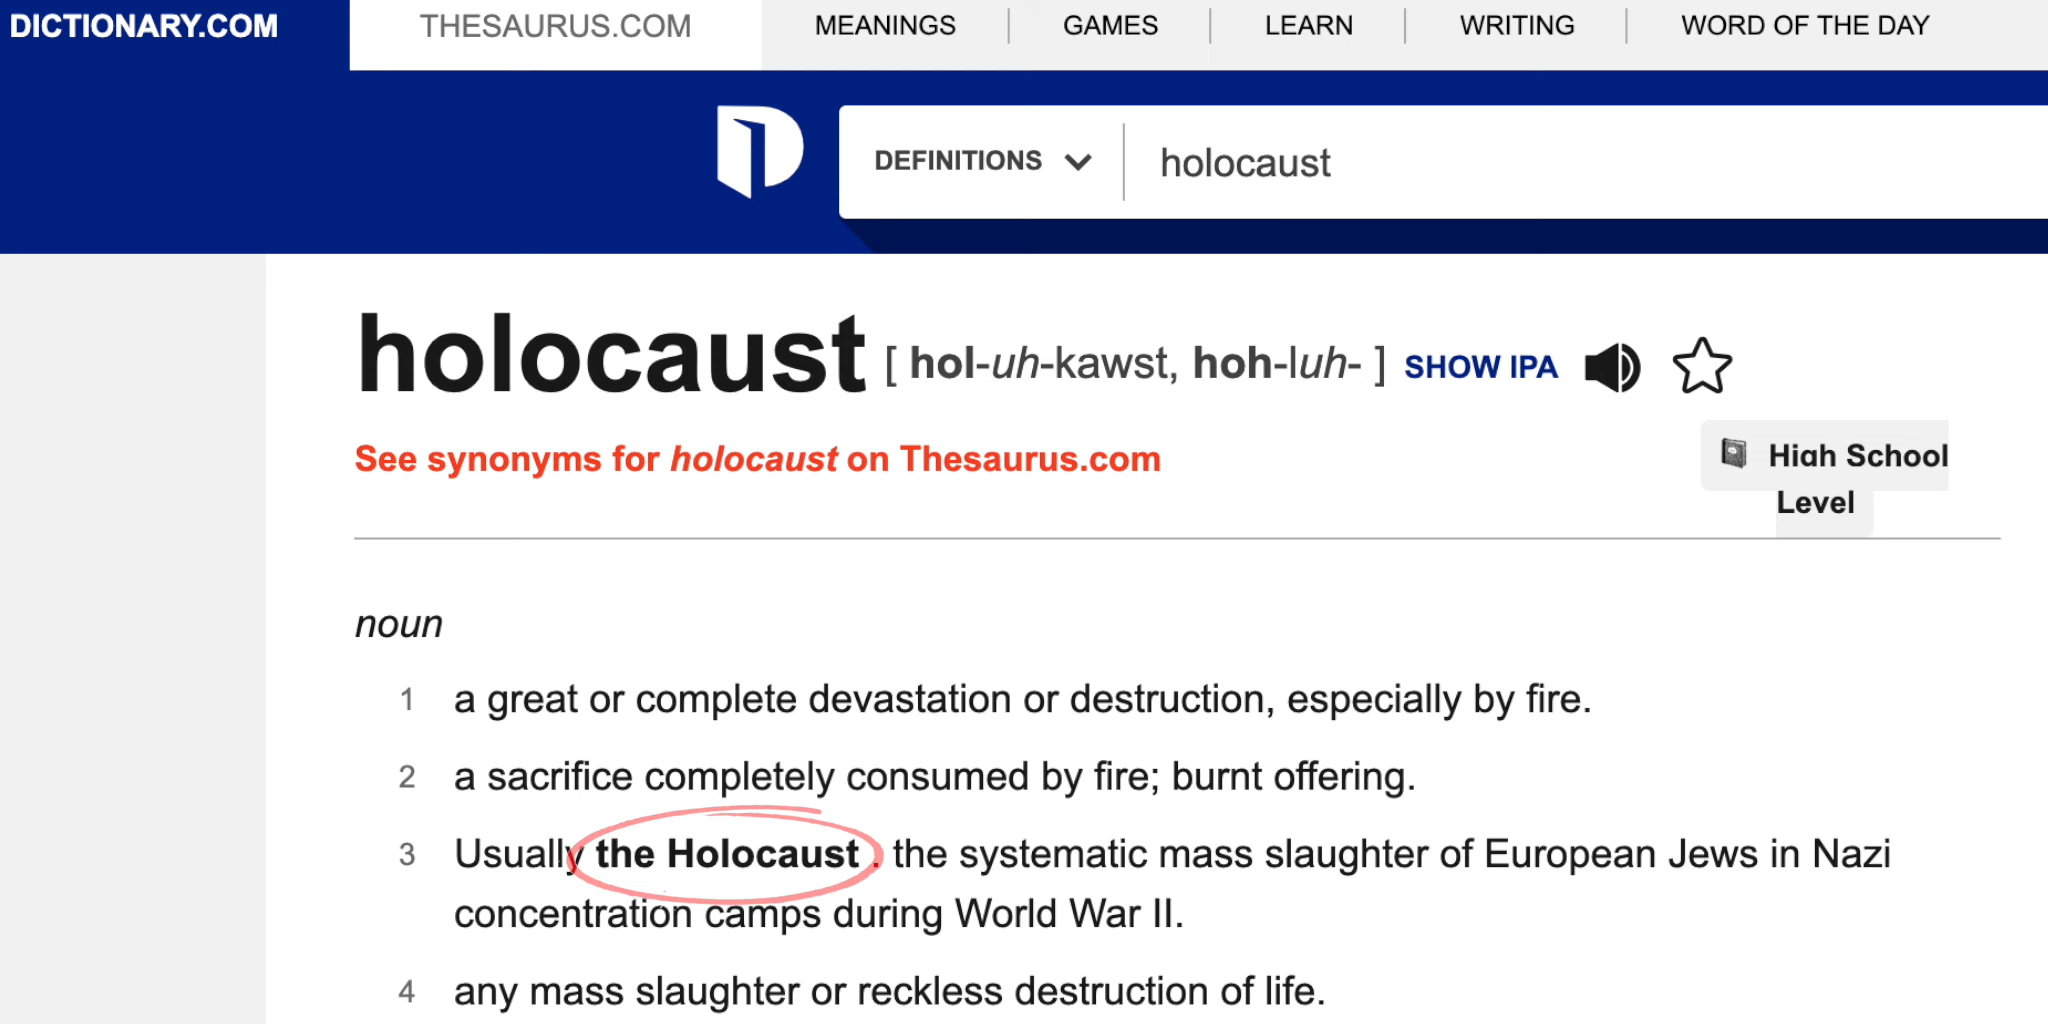 DICTIONARY.COM THESAURUS.COM MEANINGS GAMES LEARN WRITING WORD OF THE DAY
DEFINITIONS holocaust
holocaust [ hol-uh-kawst, hoh-luh- ] SHOW IPA
See synonyms for holocaust on Thesaurus.com
High School
Level
noun
1 a great or complete devastation or destruction, especially by fire.
2 a sacrifice completely consumed by fire; burnt offering.
3 Usually the Holocaust . the systematic mass slaughter of European Jews in Nazi
concentration camps during World War II.
4 any mass slaughter or reckless destruction of life.